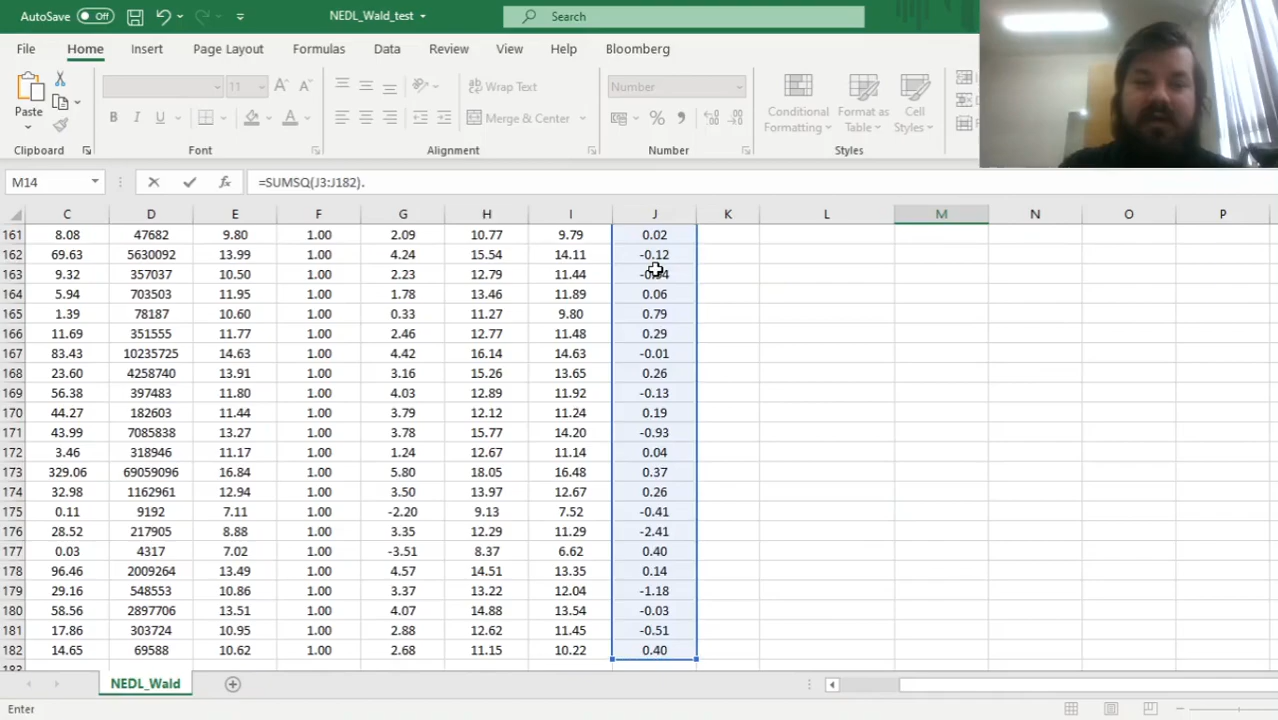 AutoSave Off NEDL_Wald_test Search
File Home Insert Page Layout Formulas Data Review View Help Bloomberg
11 A A Wrap Text Number
Paste B I U A Merge & Center % Conditional Formatting Format as Table Cell Styles
Clipboard Font Alignment Number Styles
M14 fx =SUMSQ(J3:J182).
C D E F G H I J K L M N O P
161 8.08 47682 9.80 1.00 2.09 10.77 9.79 0.02
162 69.63 5630092 13.99 1.00 4.24 15.54 14.11 -0.12
163 9.32 357037 10.50 1.00 2.23 12.79 11.44
164 5.94 703503 11.95 1.00 1.78 13.46 11.89 0.06
165 1.39 78187 10.60 1.00 0.33 11.27 9.80 0.79
166 11.69 351555 11.77 1.00 2.46 12.77 11.48 0.29
167 83.43 10235725 14.63 1.00 4.42 16.14 14.63 -0.01
168 23.60 4258740 13.91 1.00 3.16 15.26 13.65 0.26
169 56.38 397483 11.80 1.00 4.03 12.89 11.92 -0.13
170 44.27 182603 11.44 1.00 3.79 12.12 11.24 0.19
171 43.99 7085838 13.27 1.00 3.78 15.77 14.20 -0.93
172 3.46 318946 11.17 1.00 1.24 12.67 11.14 0.04
173 329.06 69059096 16.84 1.00 5.80 18.05 16.48 0.37
174 32.98 1162961 12.94 1.00 3.50 13.97 12.67 0.26
175 0.11 9192 7.11 1.00 -2.20 9.13 7.52 -0.41
176 28.52 217905 8.88 1.00 3.35 12.29 11.29 -2.41
177 0.03 4317 7.02 1.00 -3.51 8.37 6.62 0.40
178 96.46 2009264 13.49 1.00 4.57 14.51 13.35 0.14
179 29.16 548553 10.86 1.00 3.37 13.22 12.04 -1.18
180 58.56 2897706 13.51 1.00 4.07 14.88 13.54 -0.03
181 17.86 303724 10.95 1.00 2.88 12.62 11.45 -0.51
182 14.65 69588 10.62 1.00 2.68 11.15 10.22 0.40
NEDL_Wald
Enter